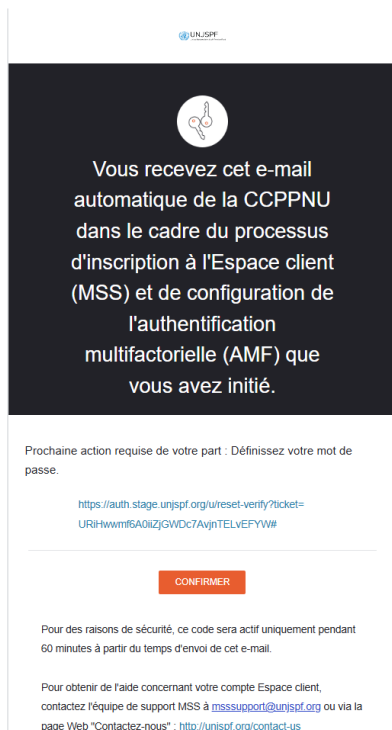 UNJSPF
Vous recevez cet e-mail
automatique de la CCPPNU
dans le cadre du processus
d'inscription à l'Espace client
(MSS) et de configuration de
l'authentification
multifactorielle (AMF) que
vous avez initié.
Prochaine action requise de votre part : Définissez votre mot de
passe.
https://auth.stage.unjspf.org/u/reset-verify?ticket=
URiHwwmf6A0iiZjGWDc7AvjnTELvEFYW#
CONFIRMER
Pour des raisons de sécurité, ce code sera actif uniquement pendant
60 minutes à partir du temps d'envoi de cet e-mail.
Pour obtenir de l'aide concernant votre compte Espace client,
contactez l'équipe de support MSS à msssupport@unjspf.org ou via la
page Web "Contactez-nous" : http://unjspf.org/contact-us